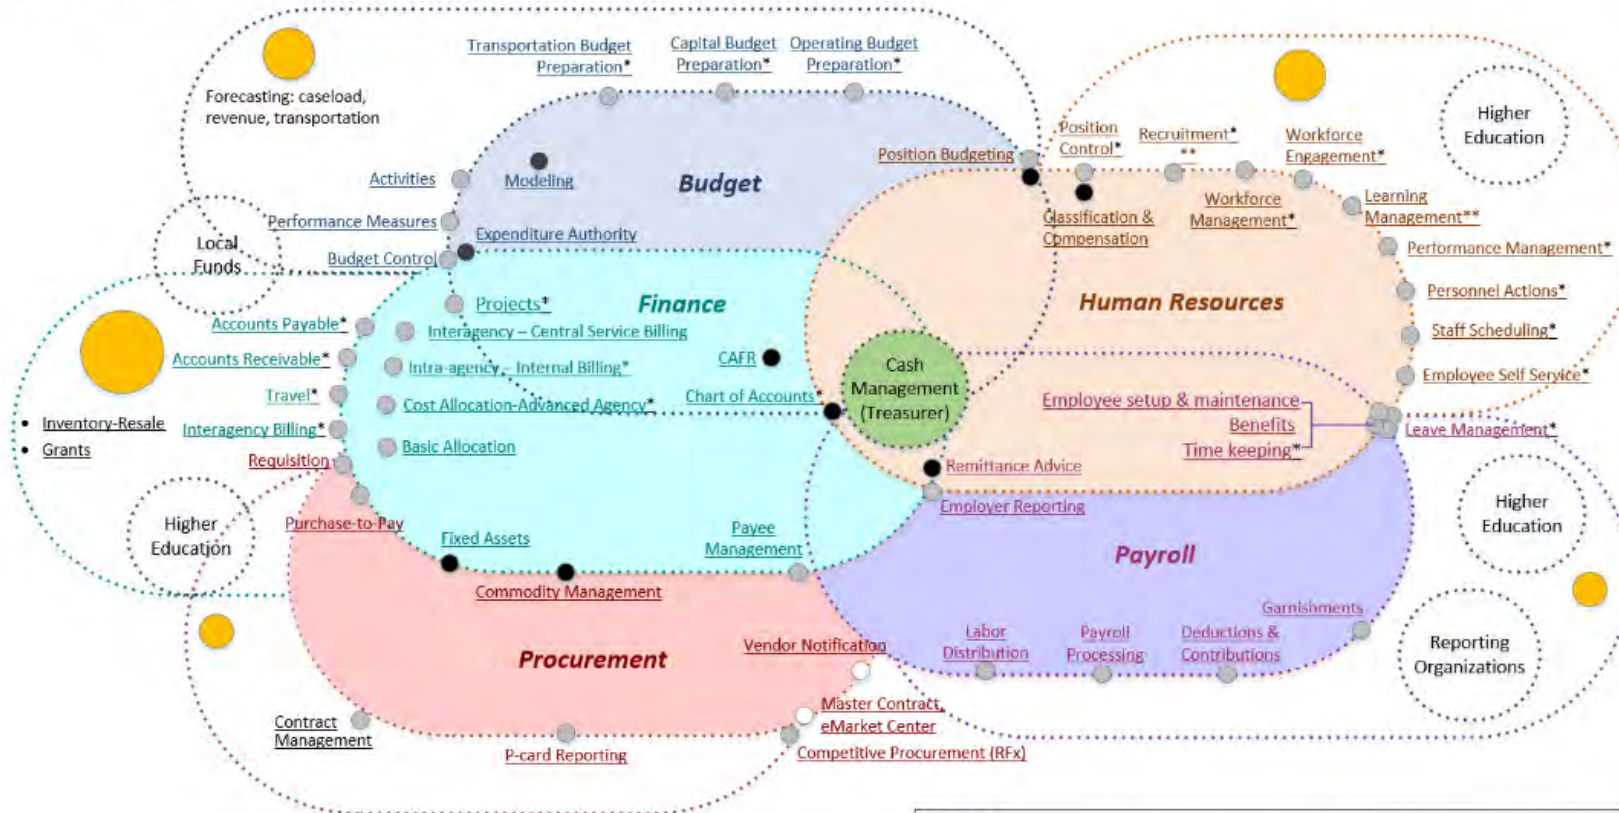 Transportation Budget
Preparation*
Capital Budget
Preparation*
Operating Budget
Preparation*
Forecasting: caseload,
revenue, transportation
Higher
Education
Position
Control*
Recruitment*
**
Workforce
Engagement*
Position Budgeting
Activities
Modeling
Budget
Classification &
Compensation
Workforce
Management*
Learning
Management**
Performance Measures
Local
Funds
Expenditure Authority
Budget Control
Performance Management*
Personnel Actions*
Projects*
Finance
Human Resources
Accounts Payable*
Interagency – Central Service Billing
Staff Scheduling*
Accounts Receivable*
Intra-agency – Internal Billing*
CAFR
Cash
Management
(Treasurer)
Employee Self Service*
Travel*
Cost Allocation-Advanced Agency*
Chart of Accounts
Employee setup & maintenance
Benefits
Time keeping*
Leave Management*
• Inventory-Resale
• Grants
Interagency Billing*
Basic Allocation
Requisition
Remittance Advice
Employer Reporting
Higher
Education
Purchase-to-Pay
Fixed Assets
Payee
Management
Higher
Education
Payroll
Commodity Management
Garnishments
Labor
Distribution
Payroll
Processing
Deductions &
Contributions
Reporting
Organizations
Procurement
Vendor Notification
Master Contract,
eMarket Center
Contract
Management
P-card Reporting
Competitive Procurement (RFx)